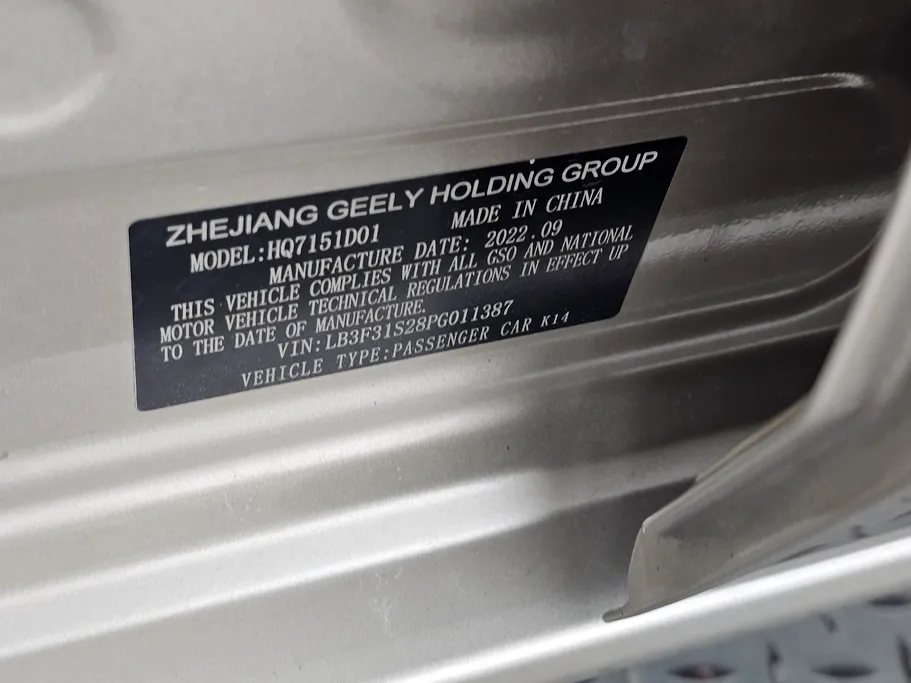 ZHEJIANG GEELY HOLDING GROUP
MODEL:HQ7151D01 MADE IN CHINA
MANUFACTURE DATE: 2022.09
THIS VEHICLE COMPLIES WITH ALL GSO AND NATIONAL
MOTOR VEHICLE TECHNICAL REGULATIONS IN EFFECT UP
TO THE DATE OF MANUFACTURE.
VIN:LB3F31S28PG011387
VEHICLE TYPE:PASSENGER CAR K14